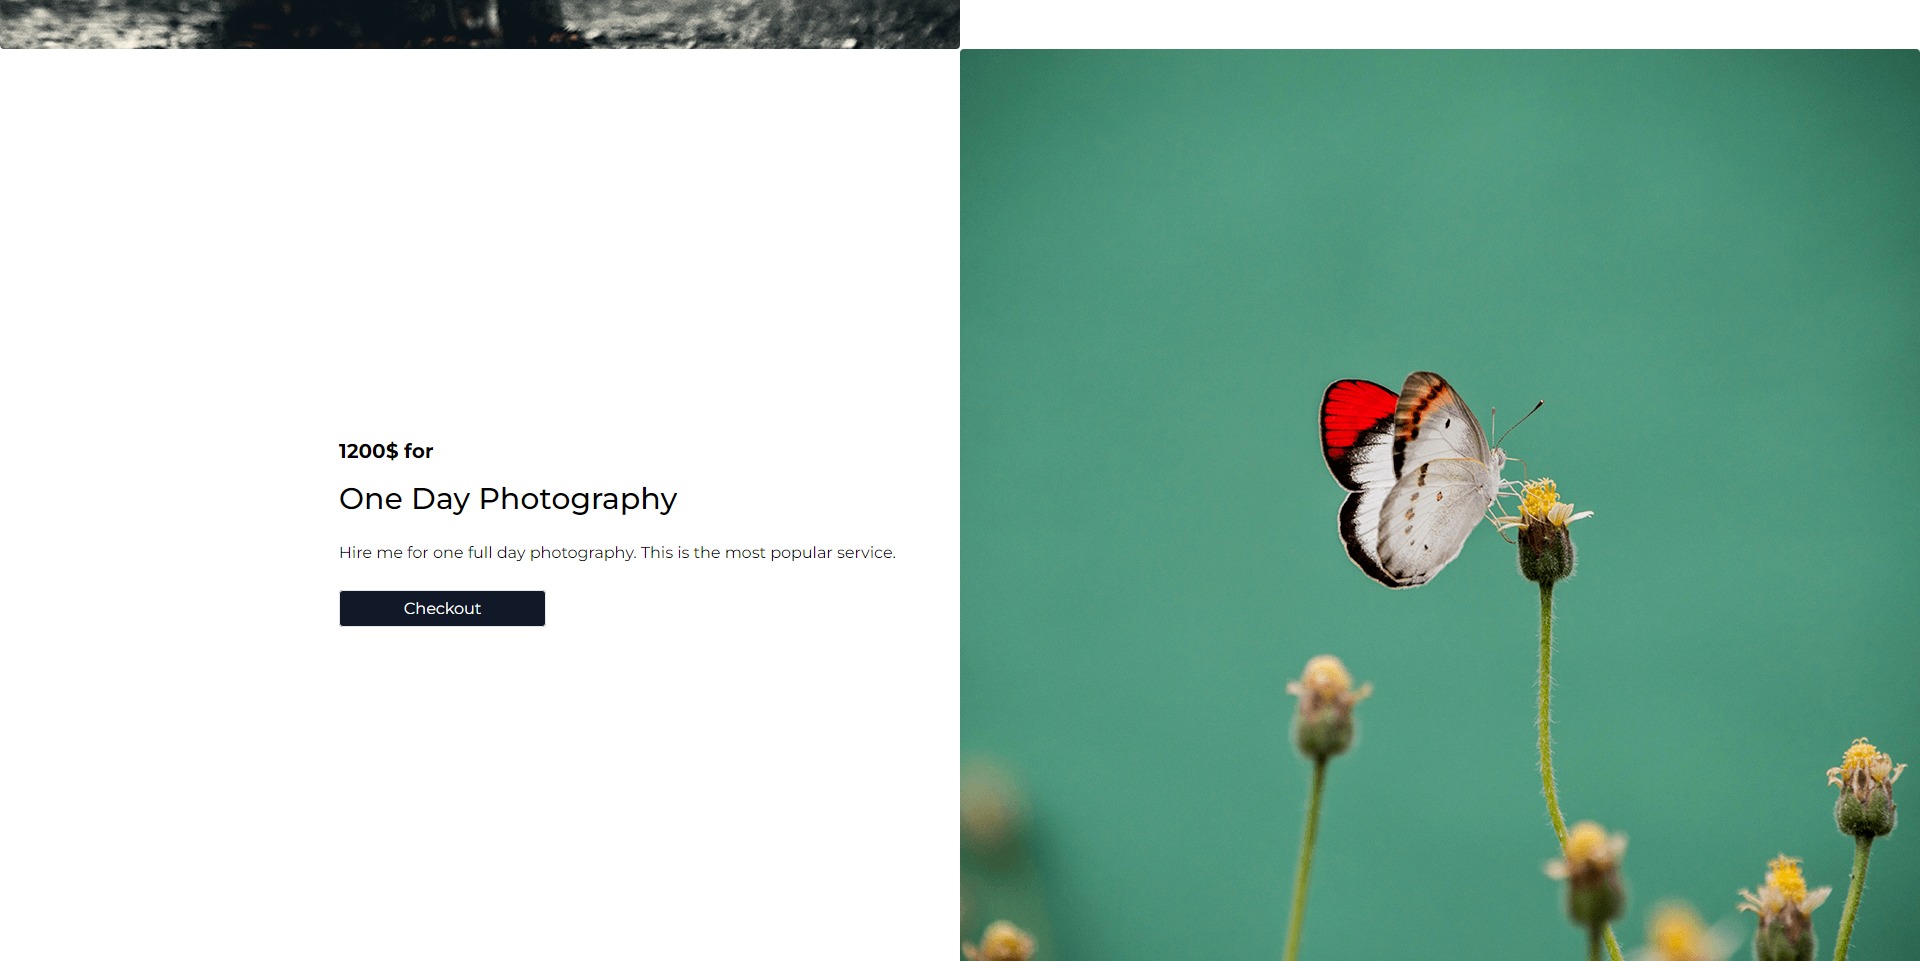 1200$ for
One Day Photography
Hire me for one full day photography. This is the most popular service.
Checkout